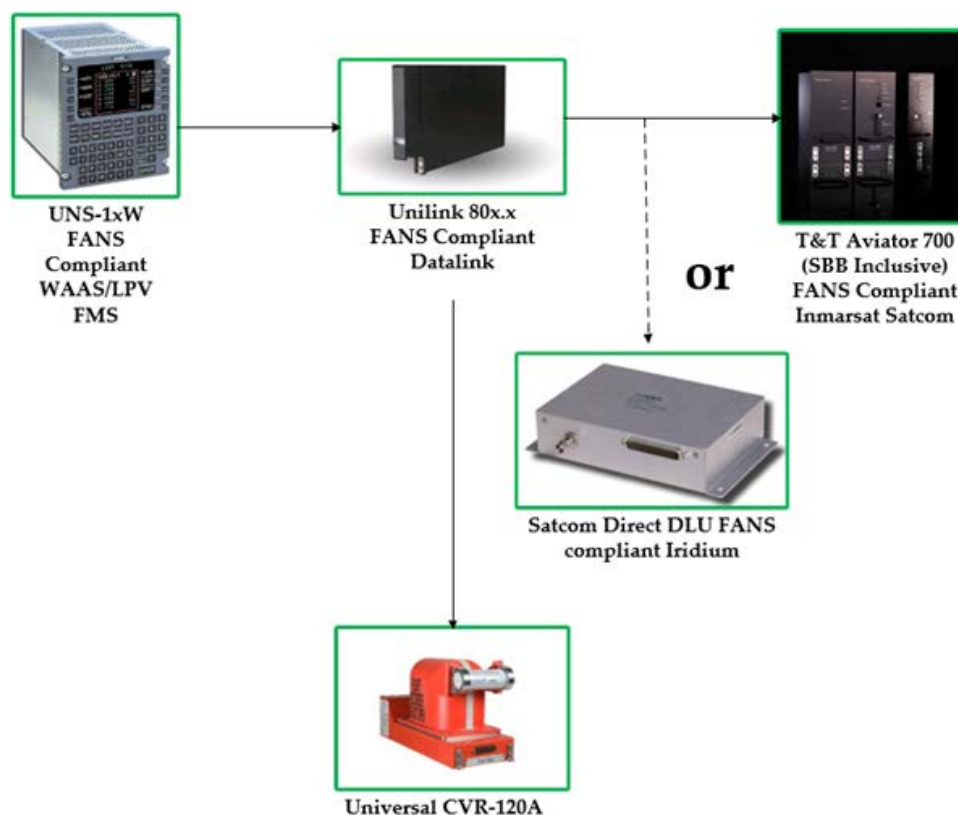 UNS-1xW
FANS
Compliant
WAAS/LPV
FMS
Unilink 80x.x
FANS Compliant
Datalink
or
T&T Aviator 700
(SBB Inclusive)
FANS Compliant
Inmarsat Satcom
Satcom Direct DLU FANS
compliant Iridium
Universal CVR-120A